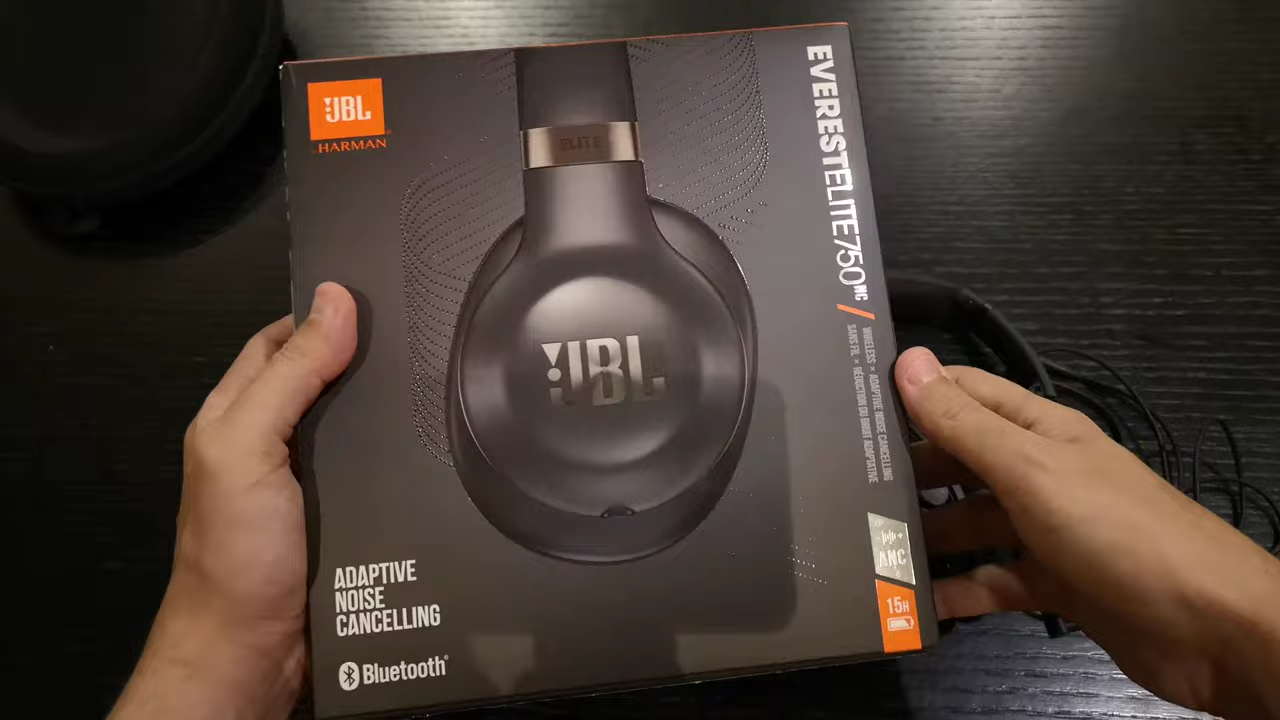 JBL
HARMAN
ELITE
JBL
EVERESTELITE750NC
WIRELESS × ADAPTIVE NOISE CANCELLING
SANS FIL × RÉDUCTION DU BRUIT ADAPTATIVE
ANC
15H
ADAPTIVE
NOISE
CANCELLING
Bluetooth®